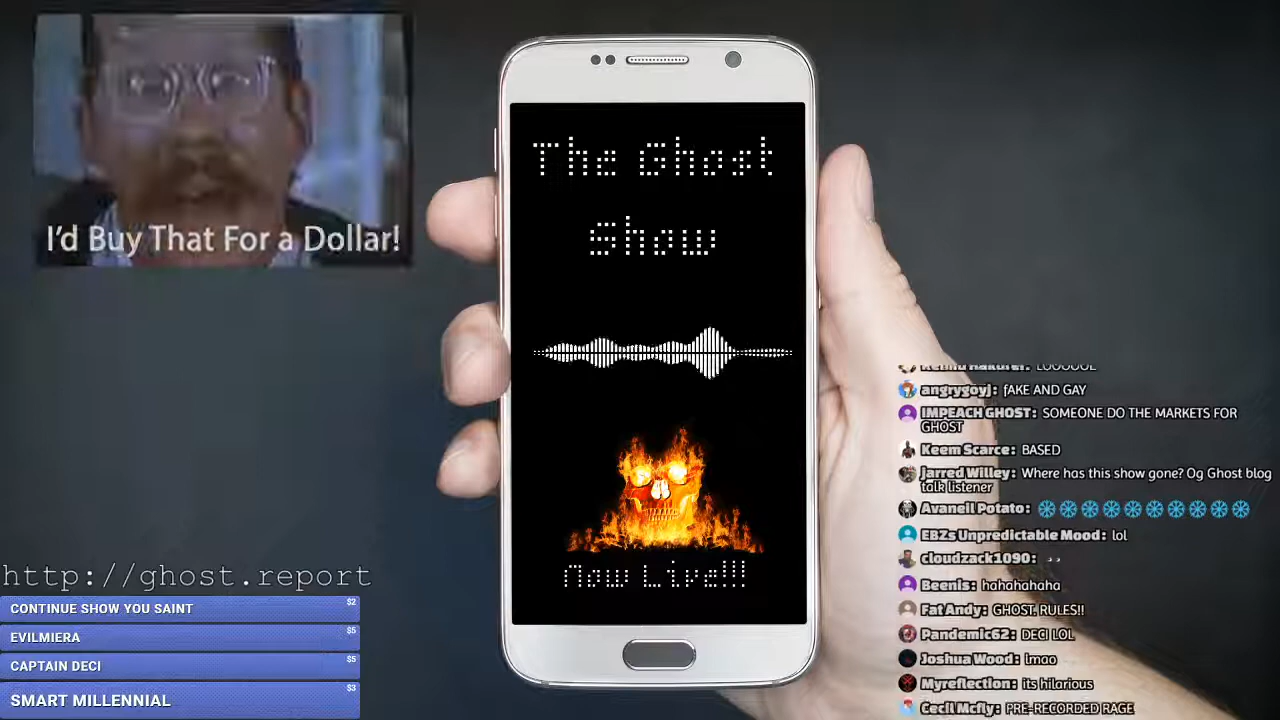 I'd Buy That For a Dollar!
The Ghost
Show
Now Live!!!
http://ghost.report
CONTINUE SHOW YOU SAINT $2
EVILMIERA $5
CAPTAIN DECI $5
SMART MILLENNIAL $3
LOOOOOL
angrygoyj: fAKE AND GAY
IMPEACH GHOST: SOMEONE DO THE MARKETS FOR
GHOST
Keem Scarce: BASED
Jarred Willey: Where has this show gone? Og Ghost blog
talk listener
Avaneil Potato:
EBZs Unpredictable Mood: lol
cloudzack1090:
Beenis: hahahahaha
Fat Andy: GHOST. RULES!!
Pandemic62: DECI LOL
Joshua Wood: lmao
Myreflection: its hilarious
Cecil Mcfly: PRE-RECORDED RAGE